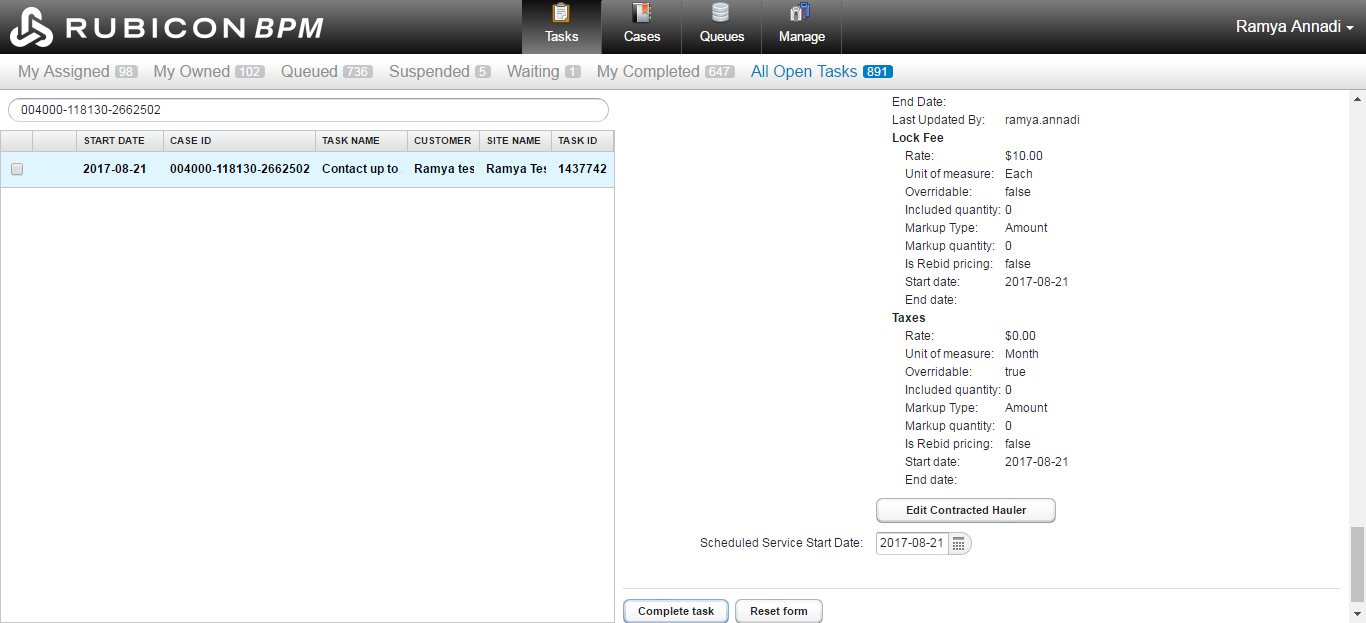 RUBICON BPM
Tasks Cases Queues Manage
Ramya Annadi
My Assigned 98 My Owned 102 Queued 736 Suspended 5 Waiting 1 My Completed 647 All Open Tasks 891
004000-118130-2662502
START DATE CASE ID TASK NAME CUSTOMER SITE NAME TASK ID
2017-08-21 004000-118130-2662502 Contact up to Ramya tes Ramya Tes 1437742
End Date:
Last Updated By: ramya.annadi
Lock Fee
Rate: $10.00
Unit of measure: Each
Overridable: false
Included quantity: 0
Markup Type: Amount
Markup quantity: 0
Is Rebid pricing: false
Start date: 2017-08-21
End date:
Taxes
Rate: $0.00
Unit of measure: Month
Overridable: true
Included quantity: 0
Markup Type: Amount
Markup quantity: 0
Is Rebid pricing: false
Start date: 2017-08-21
End date:
Edit Contracted Hauler
Scheduled Service Start Date: 2017-08-21
Complete task Reset form